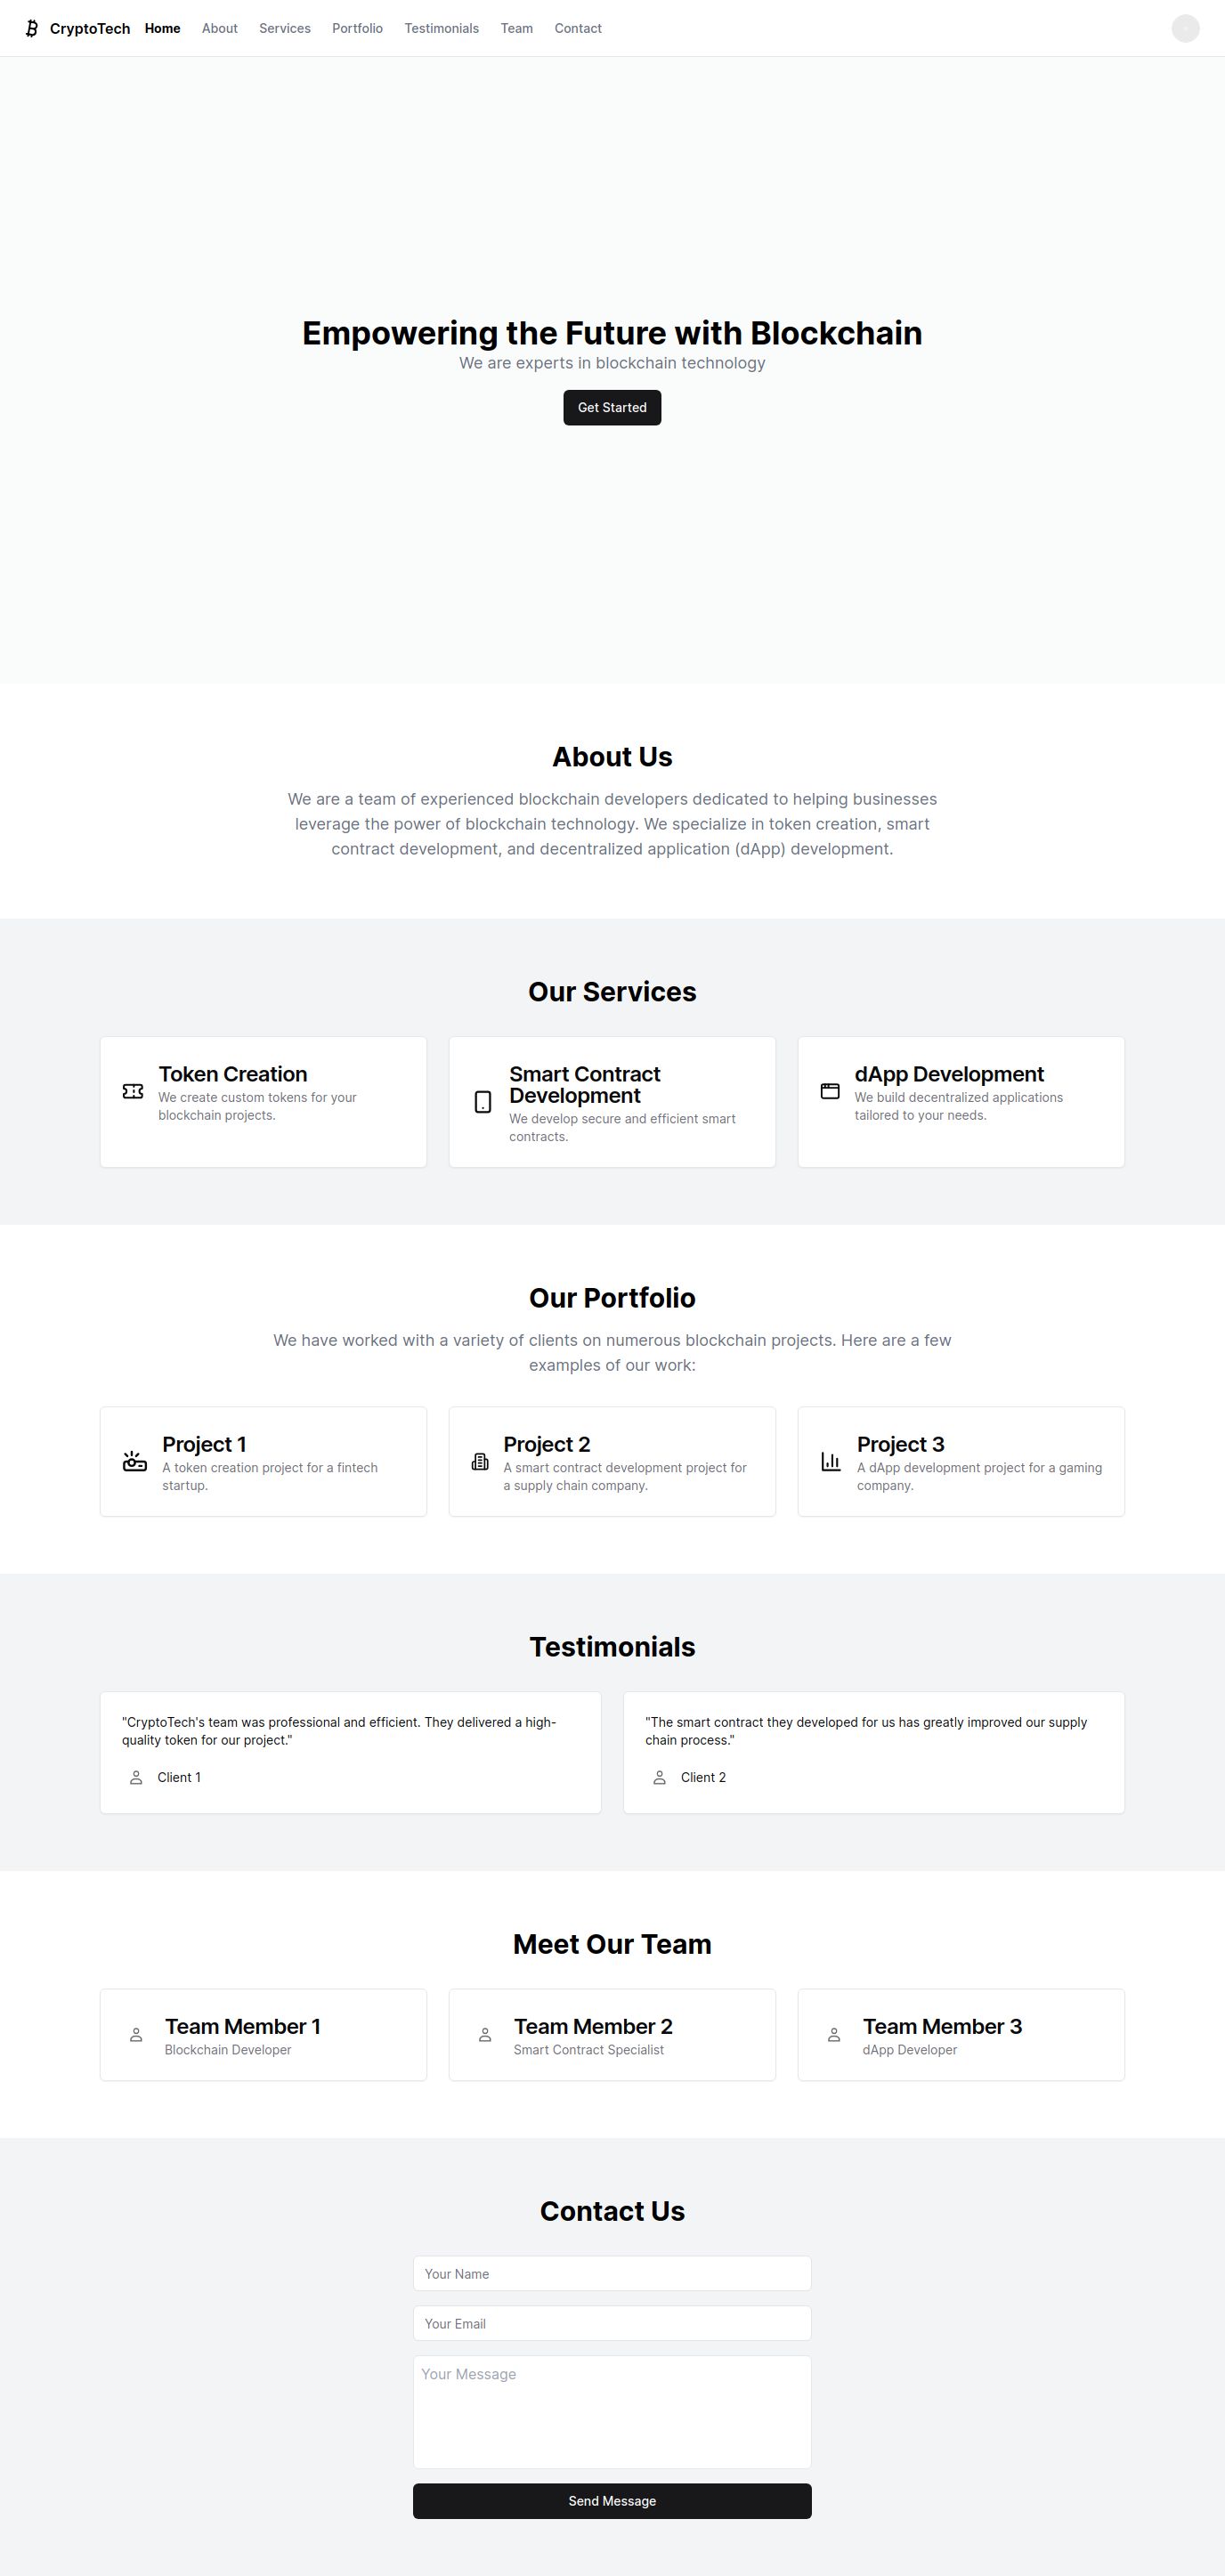 CryptoTech Home About Services Portfolio Testimonials Team Contact
Empowering the Future with Blockchain
We are experts in blockchain technology
Get Started
About Us
We are a team of experienced blockchain developers dedicated to helping businesses
leverage the power of blockchain technology. We specialize in token creation, smart
contract development, and decentralized application (dApp) development.
Our Services
Token Creation
We create custom tokens for your
blockchain projects.
Smart Contract
Development
We develop secure and efficient smart
contracts.
dApp Development
We build decentralized applications
tailored to your needs.
Our Portfolio
We have worked with a variety of clients on numerous blockchain projects. Here are a few
examples of our work:
Project 1
A token creation project for a fintech
startup.
Project 2
A smart contract development project for
a supply chain company.
Project 3
A dApp development project for a gaming
company.
Testimonials
"CryptoTech's team was professional and efficient. They delivered a high-
quality token for our project."
Client 1
"The smart contract they developed for us has greatly improved our supply
chain process."
Client 2
Meet Our Team
Team Member 1
Blockchain Developer
Team Member 2
Smart Contract Specialist
Team Member 3
dApp Developer
Contact Us
Your Name
Your Email
Your Message
Send Message